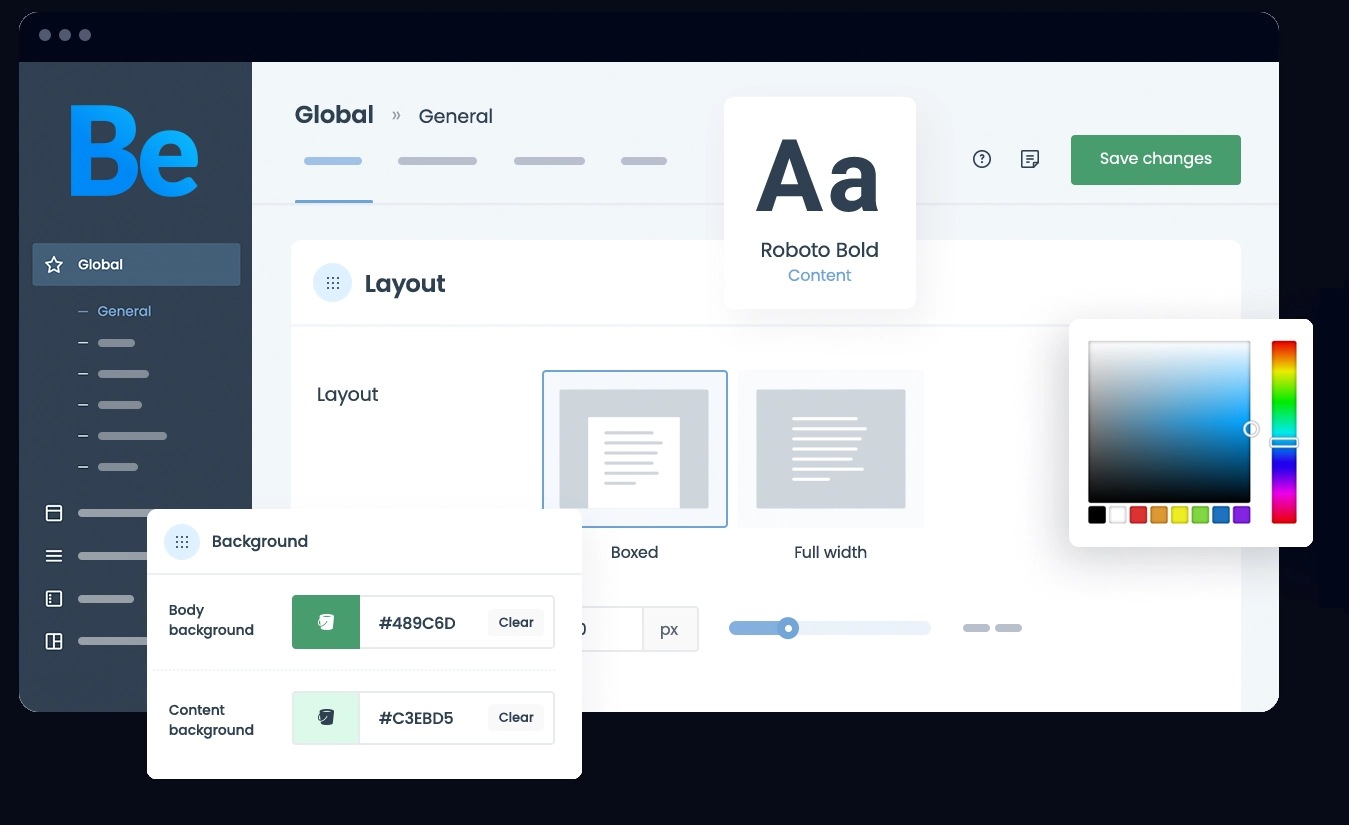 Be
Global » General
Aa
Roboto Bold
Content
Save changes
Global
General
Layout
Layout
Boxed
Full width
px
Background
Body
background
#489C6D
Clear
Content
background
#C3EBD5
Clear